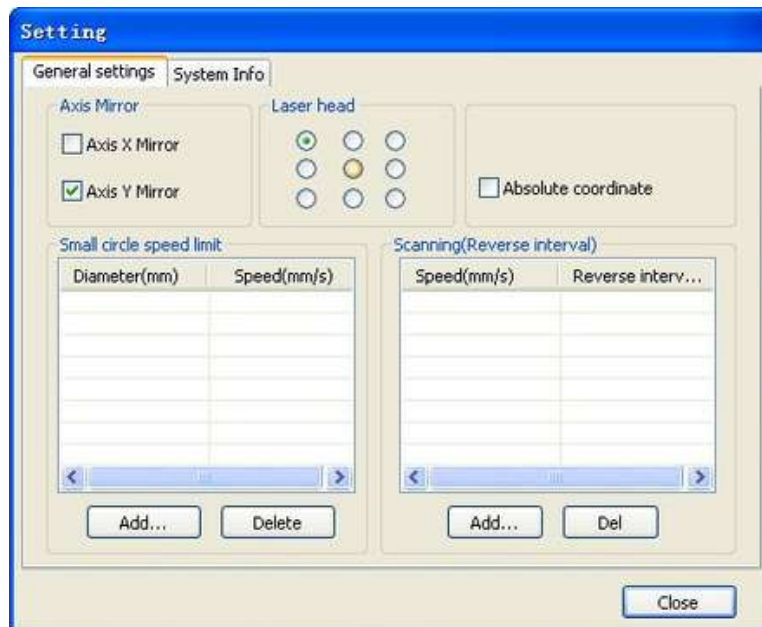 Setting
General settings System Info
Axis Mirror
Laser head
Axis X Mirror
Axis Y Mirror
Absolute coordinate
Small circle speed limit
Scanning(Reverse interval)
Diameter(mm) Speed(mm/s)
Speed(mm/s) Reverse interv...
Add... Delete
Add... Del
Close